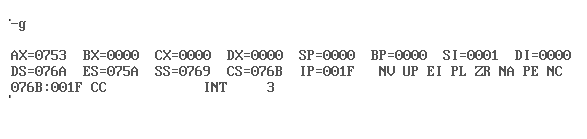 -g
AX=0753 BX=0000 CX=0000 DX=0000 SP=0000 BP=0000 SI=0001 DI=0000
DS=076A ES=075A SS=0769 CS=076B IP=001F NV UP EI PL ZR NA PE NC
076B:001F CC INT 3